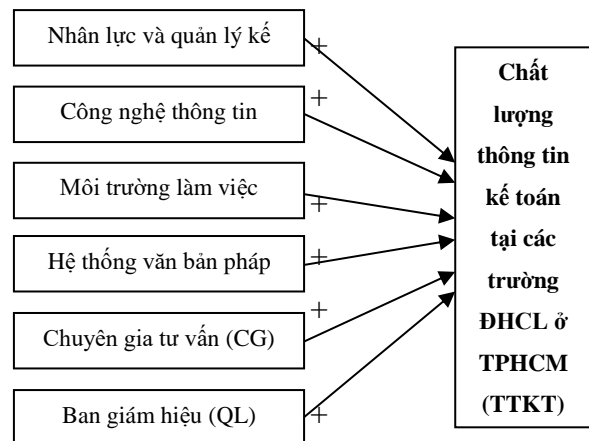 Nhân lực và quản lý kế
+
Công nghệ thông tin
+
Môi trường làm việc
+
Hệ thống văn bản pháp
+
Chuyên gia tư vấn (CG)
+
Ban giám hiệu (QL)
+
Chất
lượng
thông tin
kế toán
tại các
trường
ĐHCL ở
TPHCM
(TTKT)